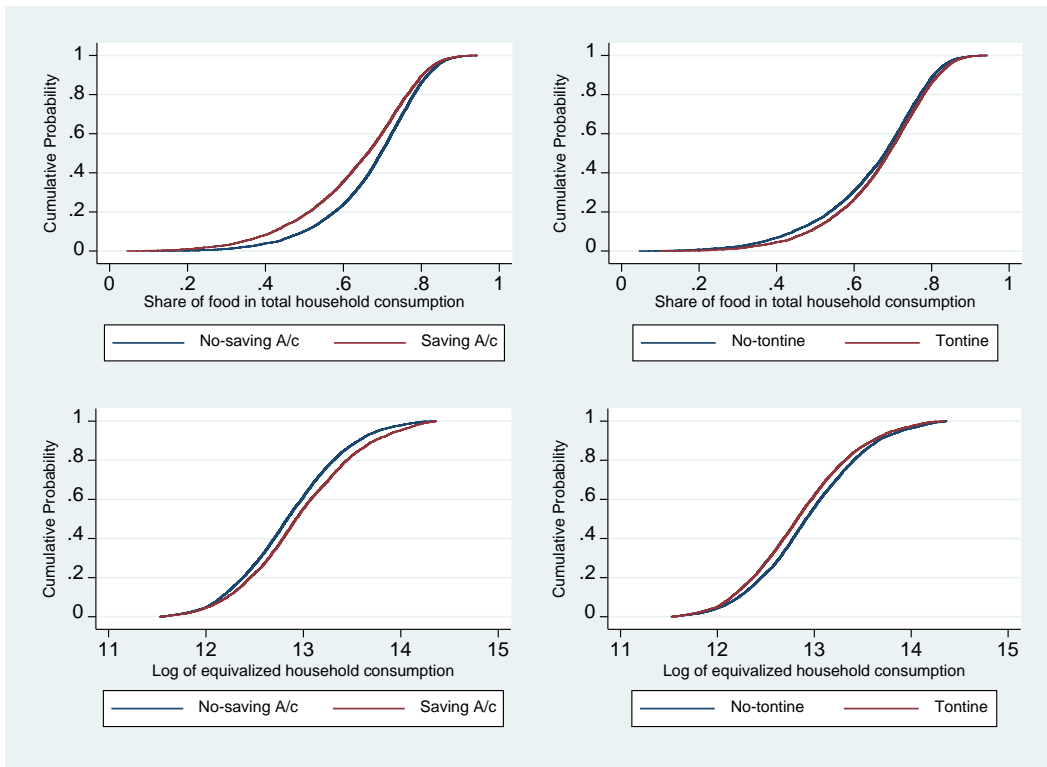 Cumulative Probability
1
.8
.6
.4
.2
0
0 .2 .4 .6 .8 1
Share of food in total household consumption
No-saving A/c Saving A/c
Cumulative Probability
1
.8
.6
.4
.2
0
0 .2 .4 .6 .8 1
Share of food in total household consumption
No-tontine Tontine
Cumulative Probability
1
.8
.6
.4
.2
0
11 12 13 14 15
Log of equivalized household consumption
No-saving A/c Saving A/c
Cumulative Probability
1
.8
.6
.4
.2
0
11 12 13 14 15
Log of equivalized household consumption
No-tontine Tontine